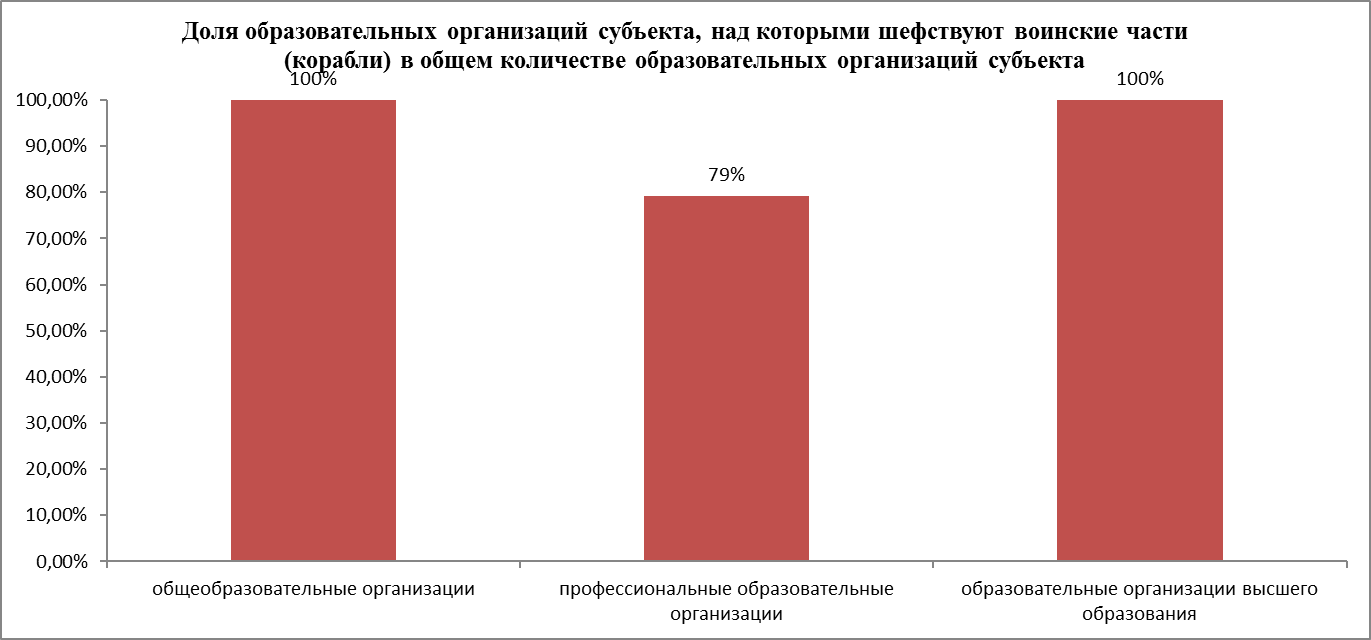 Доля образовательных организаций субъекта, над которыми шефствуют воинские части
(корабли) в общем количестве образовательных организаций субъекта
100%
79%
100%
100,00%
90,00%
80,00%
70,00%
60,00%
50,00%
40,00%
30,00%
20,00%
10,00%
0,00%
общеобразовательные организации
профессиональные образовательные
организации
образовательные организации высшего
образования